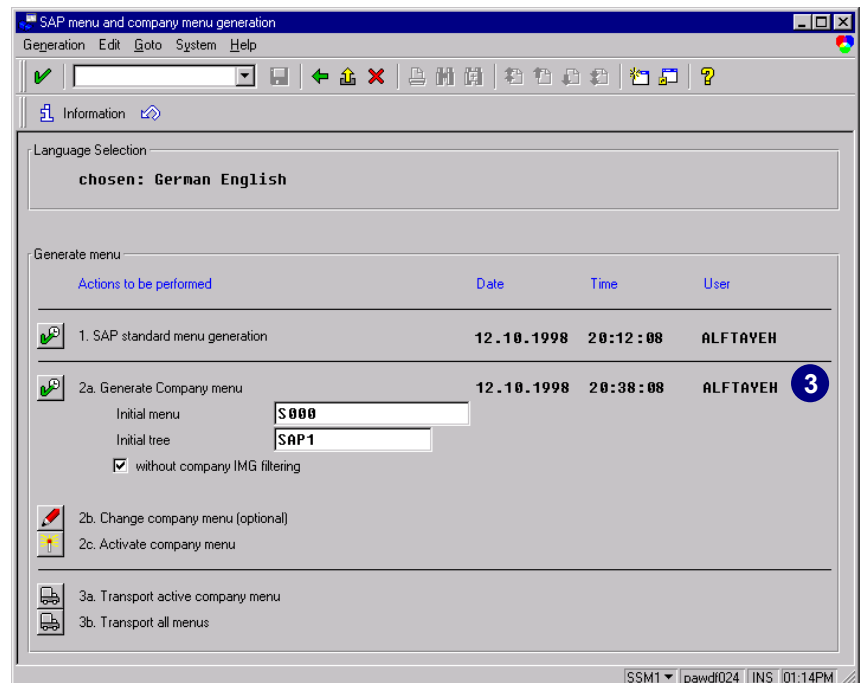 SAP menu and company menu generation
Generation Edit Goto System Help
Information
Language Selection
chosen: German English
Generate menu
Actions to be performed Date Time User
1. SAP standard menu generation 12.10.1998 20:12:08 ALFTAYEH
2a. Generate Company menu 12.10.1998 20:38:08 ALFTAYEH 3
Initial menu S000
Initial tree SAP1
without company IMG filtering
2b. Change company menu (optional)
2c. Activate company menu
3a. Transport active company menu
3b. Transport all menus
SSM1 pawdf024 INS 01:14PM